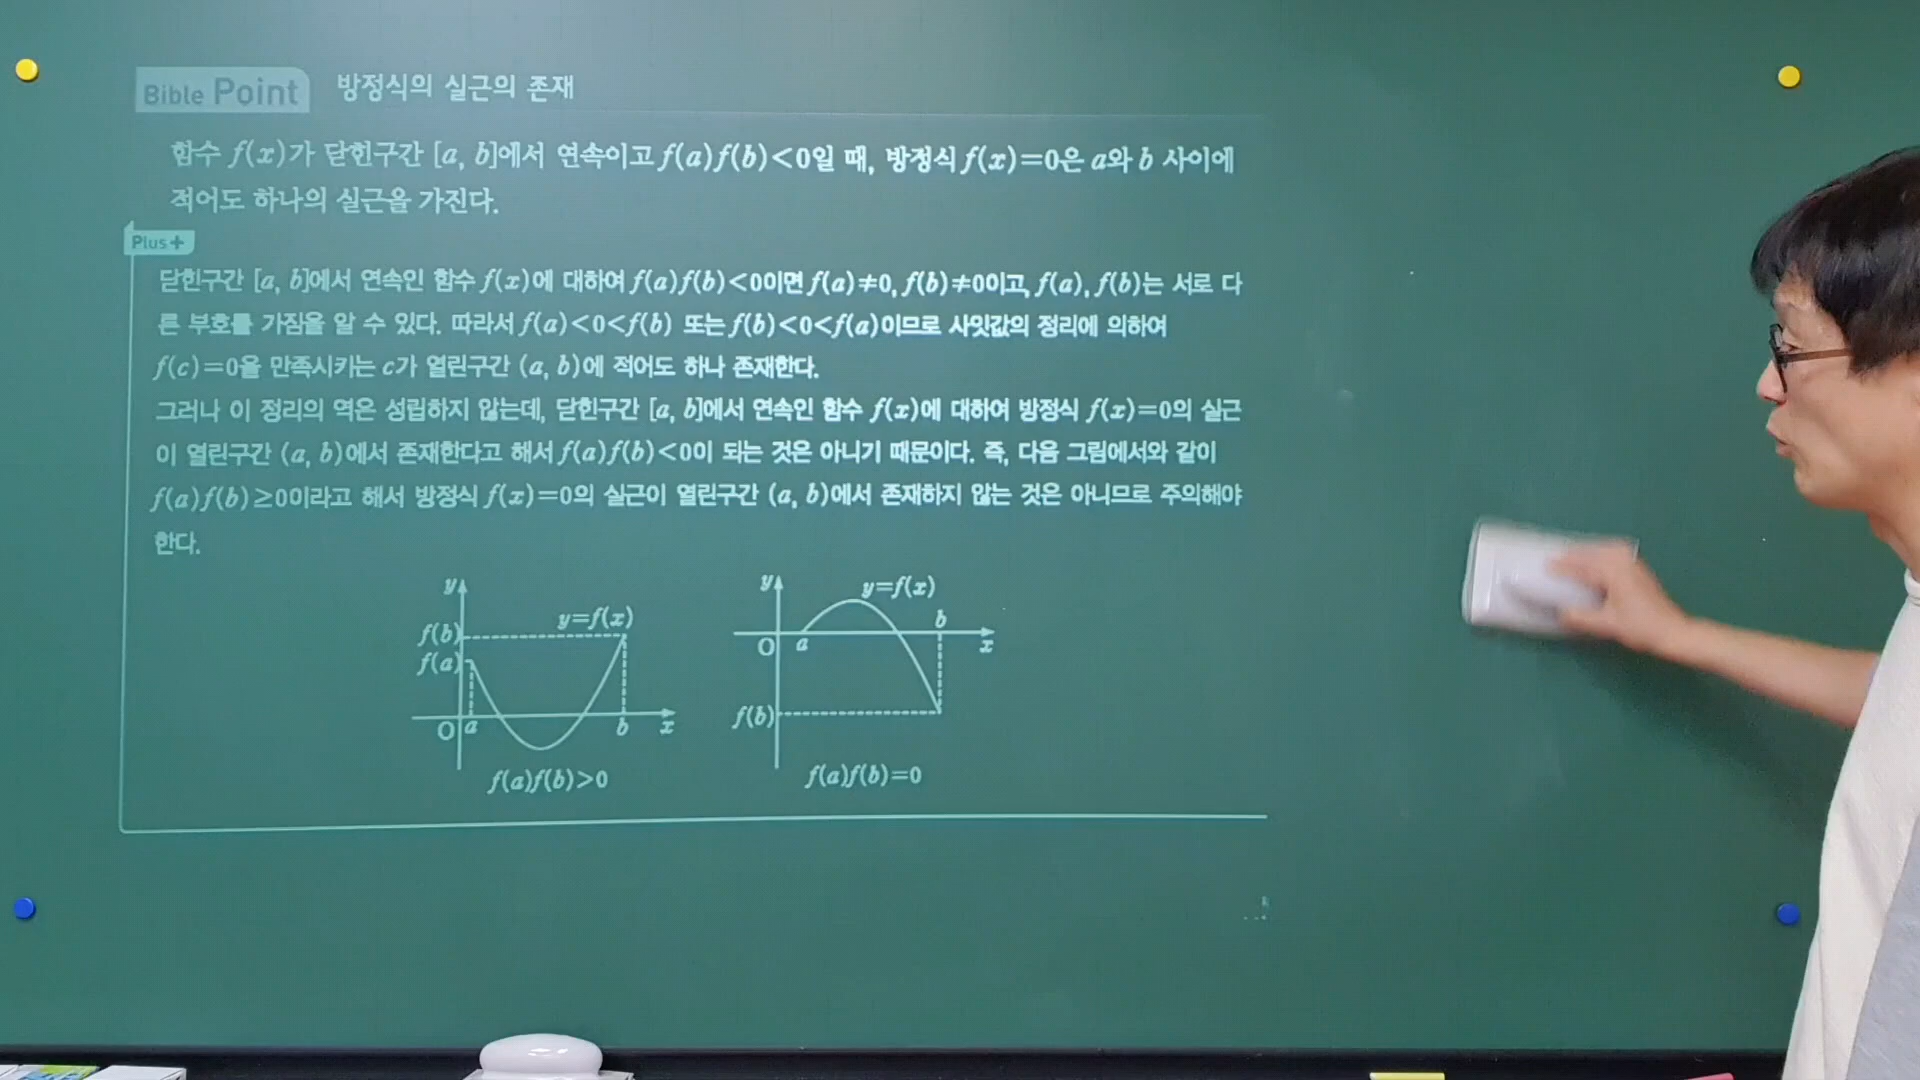 Bible Point 방정식의 실근의 존재
함수 f(x)가 닫힌구간 [a, b]에서 연속이고 f(a)f(b)<0일 때, 방정식 f(x)=0은 a와 b 사이에
적어도 하나의 실근을 가진다.
Plus+
닫힌구간 [a, b]에서 연속인 함수 f(x)에 대하여 f(a)f(b)<0이면 f(a)≠0, f(b)≠0이고, f(a), f(b)는 서로 다
른 부호를 가짐을 알 수 있다. 따라서 f(a)<0<f(b) 또는 f(b)<0<f(a)이므로 사잇값의 정리에 의하여
f(c)=0을 만족시키는 c가 열린구간 (a, b)에 적어도 하나 존재한다.
그러나 이 정리의 역은 성립하지 않는데, 닫힌구간 [a, b]에서 연속인 함수 f(x)에 대하여 방정식 f(x)=0의 실근
이 열린구간 (a, b)에서 존재한다고 해서 f(a)f(b)<0이 되는 것은 아니기 때문이다. 즉, 다음 그림에서와 같이
f(a)f(b)≥0이라고 해서 방정식 f(x)=0의 실근이 열린구간 (a, b)에서 존재하지 않는 것은 아니므로 주의해야
한다.
y
y=f(x)
f(b)
f(a)
O a b x
f(a)f(b)>0
y
y=f(x)
b
O a x
f(b)
f(a)f(b)=0